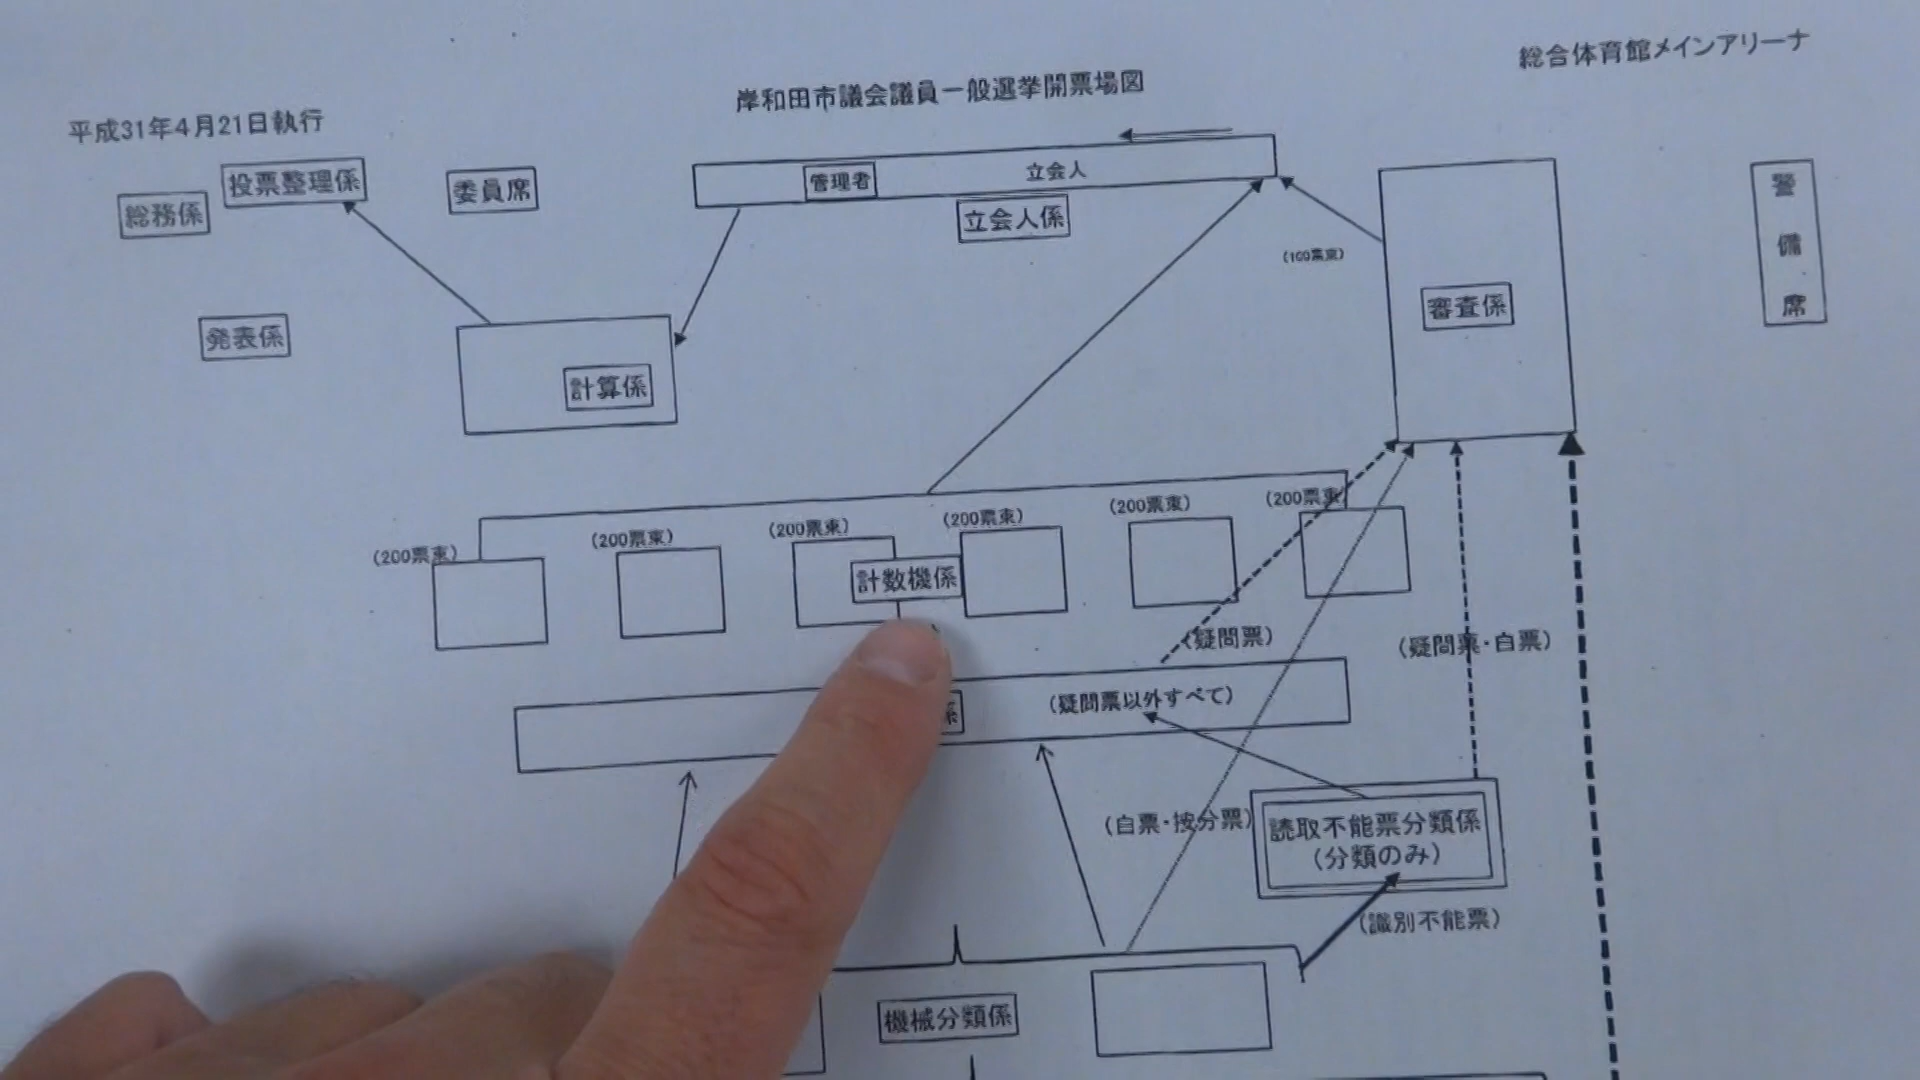 総合体育館メインアリーナ
岸和田市議会議員一般選挙開票場図
平成31年4月21日執行
投票整理係
総務係
委員席
管理者
立会人
立会人係
警備席
(100票束)
審査係
発表係
計算係
(200票束)
(200票束)
(200票束)
(200票束)
(200票束)
(200票束)
計数機係
(疑問票)
(疑問票・白票)
係
(疑問票以外すべて)
(白票・按分票)
読取不能票分類係
(分類のみ)
(識別不能票)
機械分類係